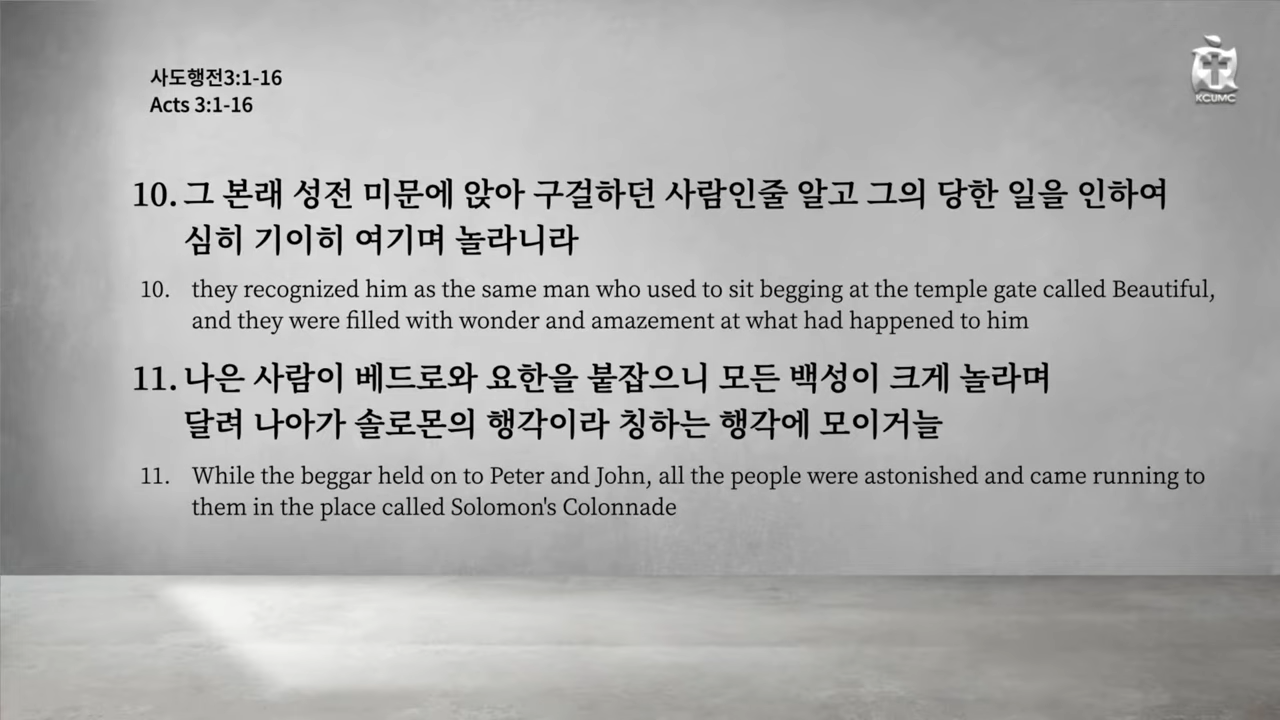 사도행전3:1-16
Acts 3:1-16
KCUMC
10. 그 본래 성전 미문에 앉아 구걸하던 사람인줄 알고 그의 당한 일을 인하여
심히 기이히 여기며 놀라니라
10. they recognized him as the same man who used to sit begging at the temple gate called Beautiful,
and they were filled with wonder and amazement at what had happened to him
11. 나은 사람이 베드로와 요한을 붙잡으니 모든 백성이 크게 놀라며
달려 나아가 솔로몬의 행각이라 칭하는 행각에 모이거늘
11. While the beggar held on to Peter and John, all the people were astonished and came running to
them in the place called Solomon's Colonnade